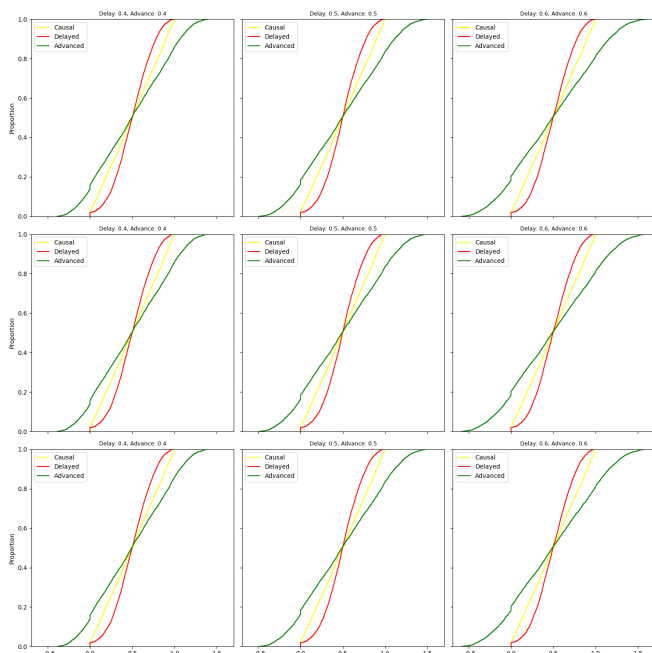 Delay: 0.4, Advance: 0.4
Delay: 0.5, Advance: 0.5
Delay: 0.6, Advance: 0.6
1.0
Causal
Delayed
Advanced
Causal
Delayed
Advanced
Causal
Delayed
Advanced
0.8
0.6
Proportion
0.4
0.2
0.0
Delay: 0.4, Advance: 0.4
Delay: 0.5, Advance: 0.5
Delay: 0.6, Advance: 0.6
1.0
Causal
Delayed
Advanced
Causal
Delayed
Advanced
Causal
Delayed
Advanced
0.8
0.6
Proportion
0.4
0.2
0.0
Delay: 0.4, Advance: 0.4
Delay: 0.5, Advance: 0.5
Delay: 0.6, Advance: 0.6
1.0
Causal
Delayed
Advanced
Causal
Delayed
Advanced
Causal
Delayed
Advanced
0.8
0.6
Proportion
0.4
0.2
0.0